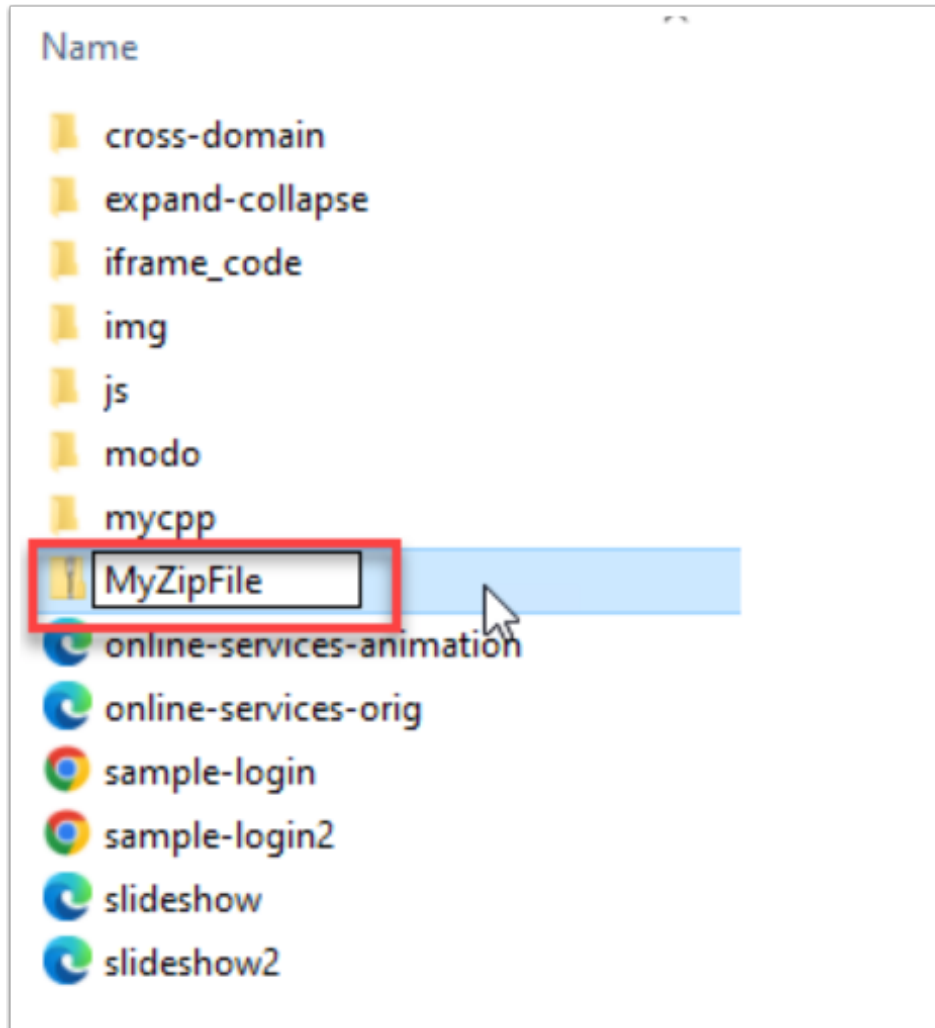 Name
cross-domain
expand-collapse
iframe_code
img
js
modo
mycpp
MyZipFile
online-services-animation
online-services-orig
sample-login
sample-login2
slideshow
slideshow2